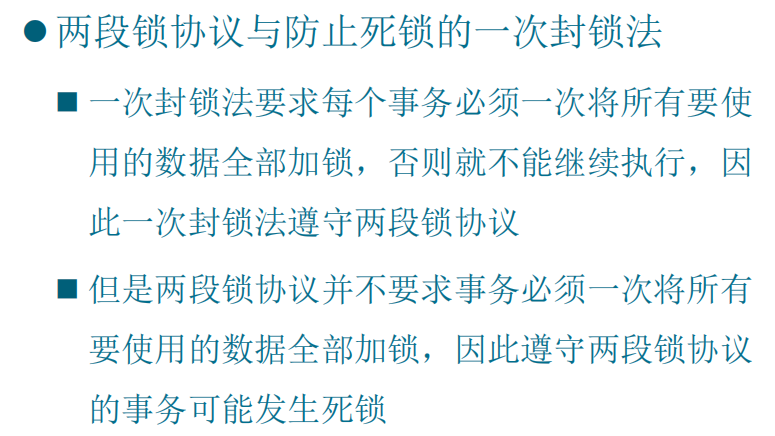 两段锁协议与防止死锁的一次封锁法
一次封锁法要求每个事务必须一次将所有要使
用的数据全部加锁，否则就不能继续执行，因
此一次封锁法遵守两段锁协议
但是两段锁协议并不要求事务必须一次将所有
要使用的数据全部加锁，因此遵守两段锁协议
的事务可能发生死锁